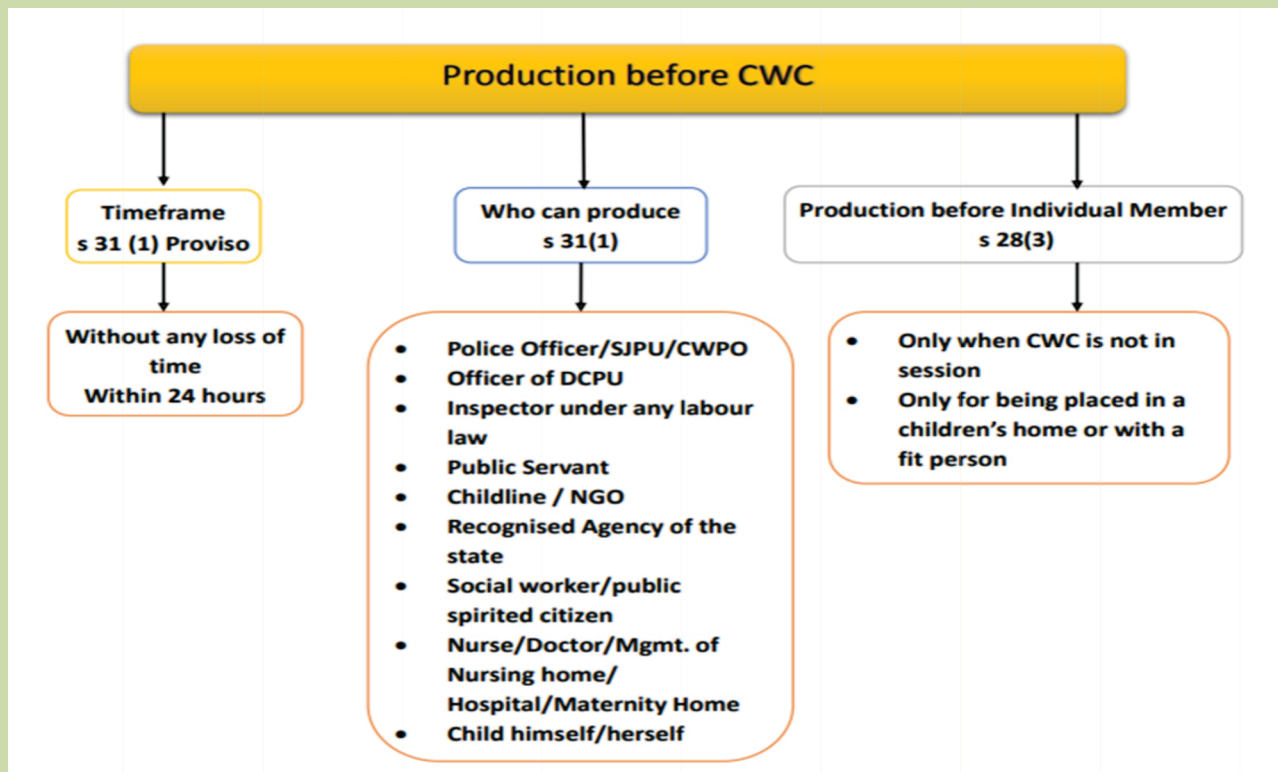 Production before CWC
Timeframe
s 31 (1) Proviso
Without any loss of
time
Within 24 hours
Who can produce
s 31(1)
• Police Officer/SJPU/CWPO
• Officer of DCPU
• Inspector under any labour
law
• Public Servant
• Childline / NGO
• Recognised Agency of the
state
• Social worker/public
spirited citizen
• Nurse/Doctor/Mgmt. of
Nursing home/
Hospital/Maternity Home
• Child himself/herself
Production before Individual Member
s 28(3)
• Only when CWC is not in
session
• Only for being placed in a
children’s home or with a
fit person